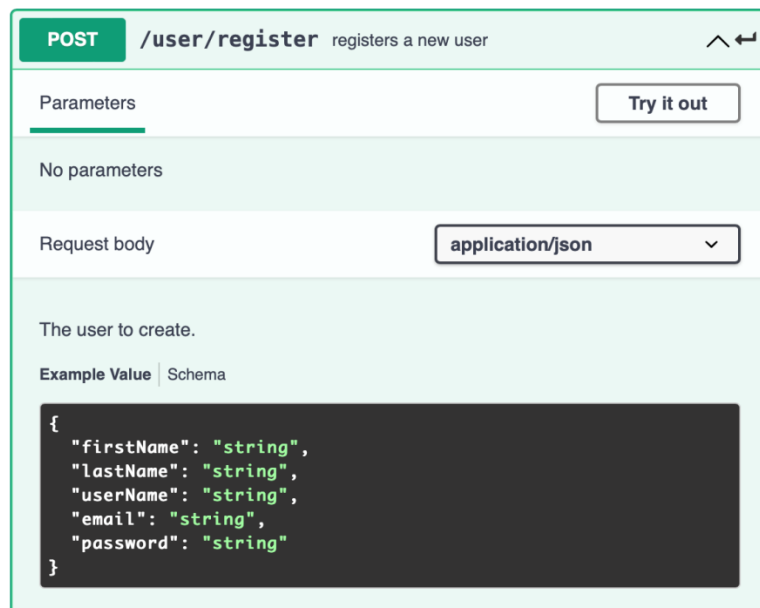 POST /user/register registers a new user
Parameters Try it out
No parameters
Request body application/json
The user to create.
Example Value Schema
{
  "firstName": "string",
  "lastName": "string",
  "userName": "string",
  "email": "string",
  "password": "string"
}